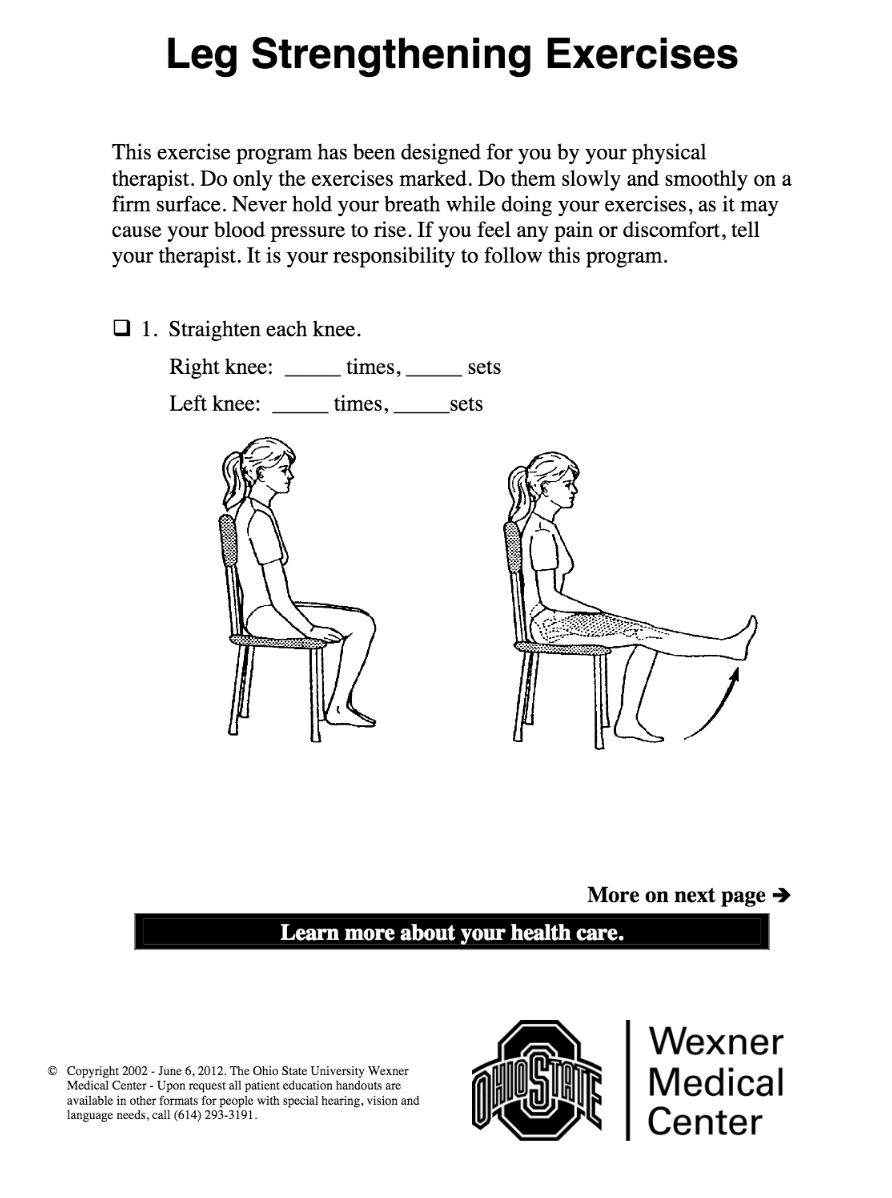 Leg Strengthening Exercises
This exercise program has been designed for you by your physical
therapist. Do only the exercises marked. Do them slowly and smoothly on a
firm surface. Never hold your breath while doing your exercises, as it may
cause your blood pressure to rise. If you feel any pain or discomfort, tell
your therapist. It is your responsibility to follow this program.
❑ 1. Straighten each knee.
Right knee: _____ times, _____ sets
Left knee: _____ times, _____sets
More on next page ➔
Learn more about your health care.
© Copyright 2002 - June 6, 2012. The Ohio State University Wexner
Medical Center - Upon request all patient education handouts are
available in other formats for people with special hearing, vision and
language needs, call (614) 293-3191.
OHIO STATE
Wexner
Medical
Center